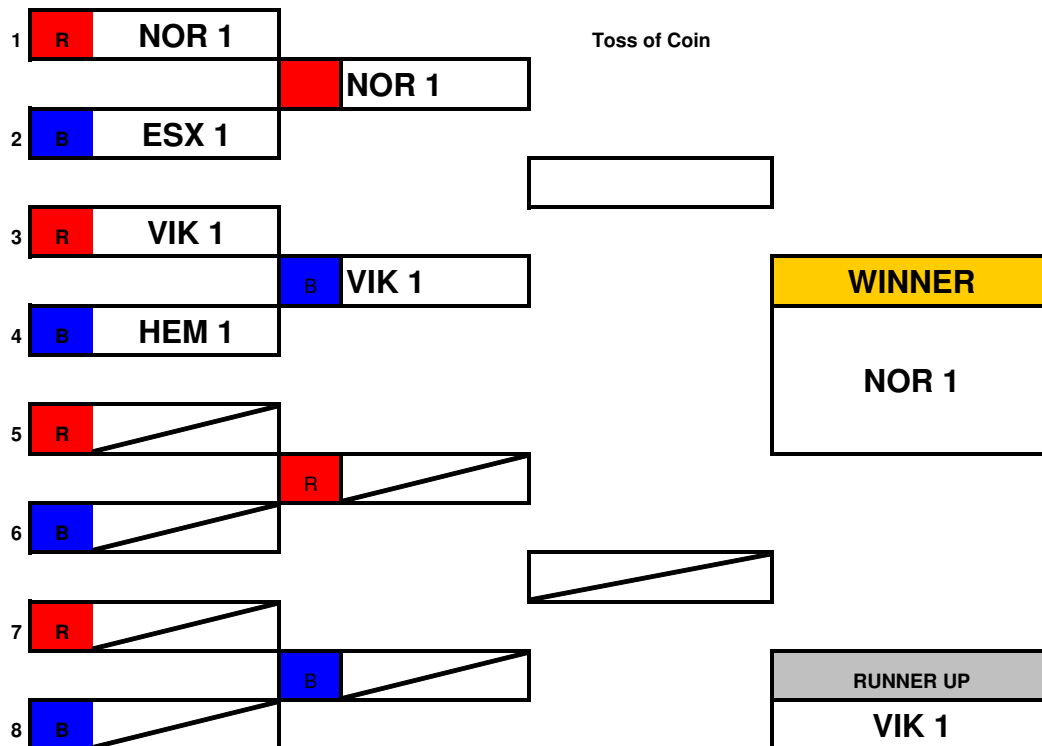 1 R NOR 1 Toss of Coin
NOR 1
2 B ESX 1
3 R VIK 1
B VIK 1 WINNER
4 B HEM 1
NOR 1
5 R
R
6 B
7 R
B RUNNER UP
8 B VIK 1